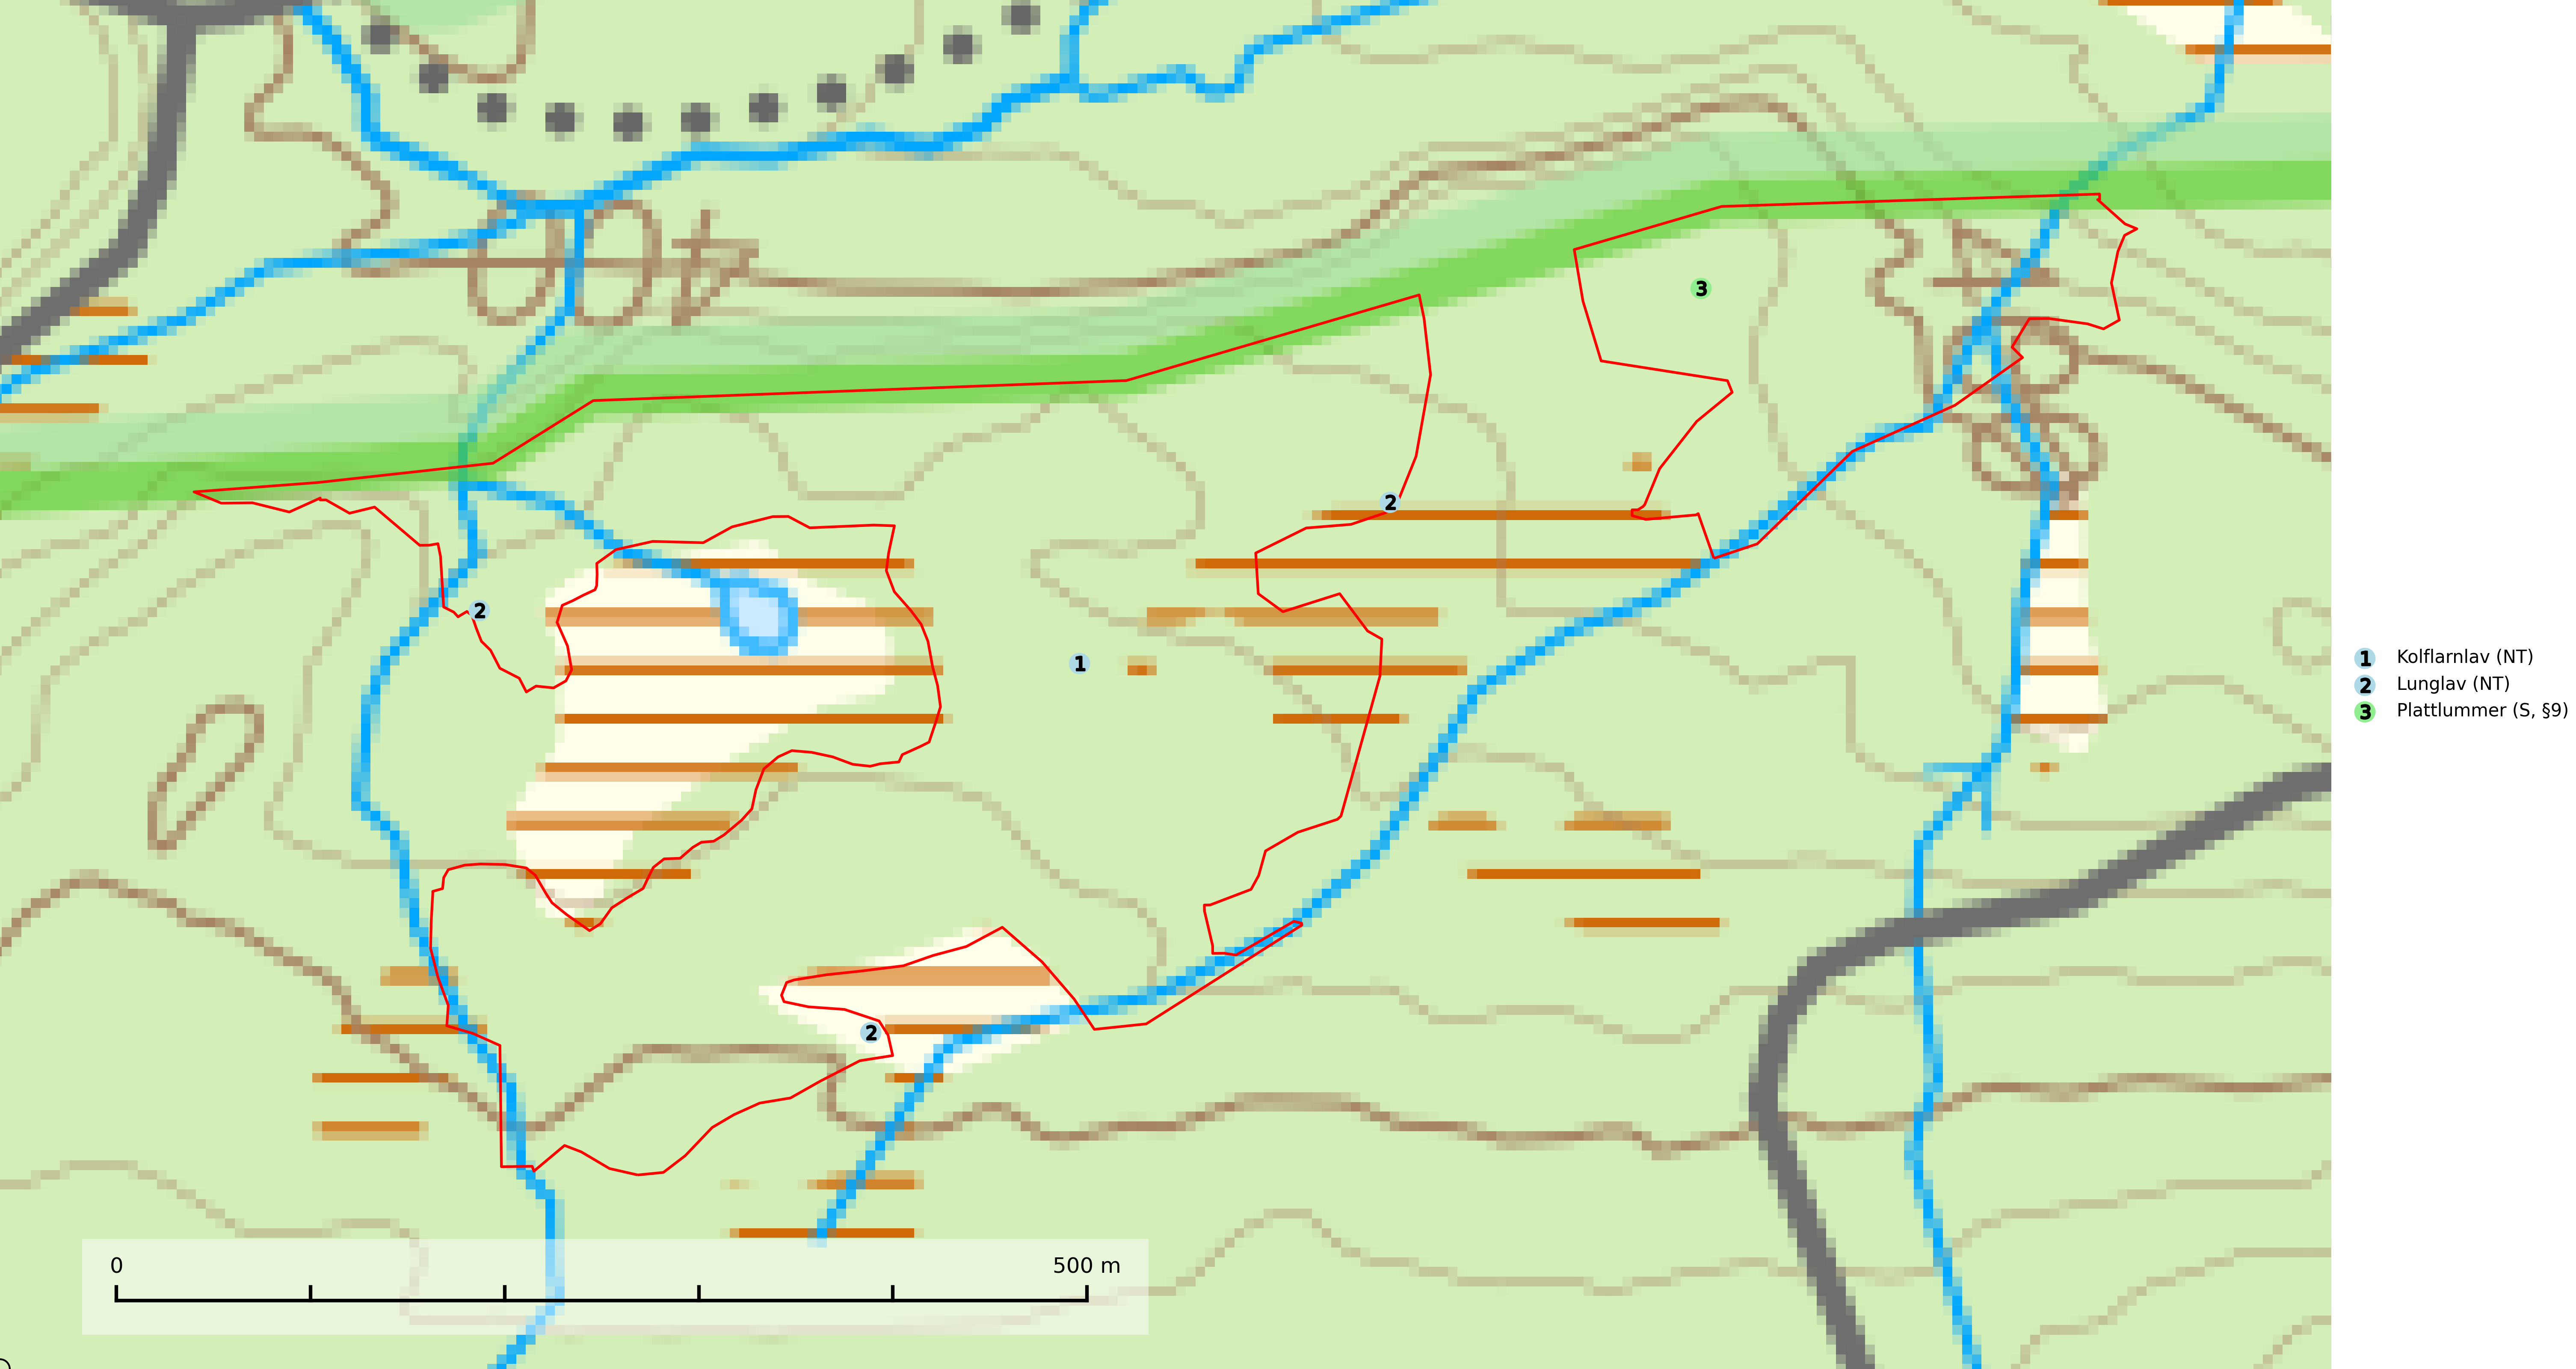 3
2
2
1
2
1 Kolflarnlav (NT)
2 Lunglav (NT)
3 Plattlummer (S, §9)
0 500 m